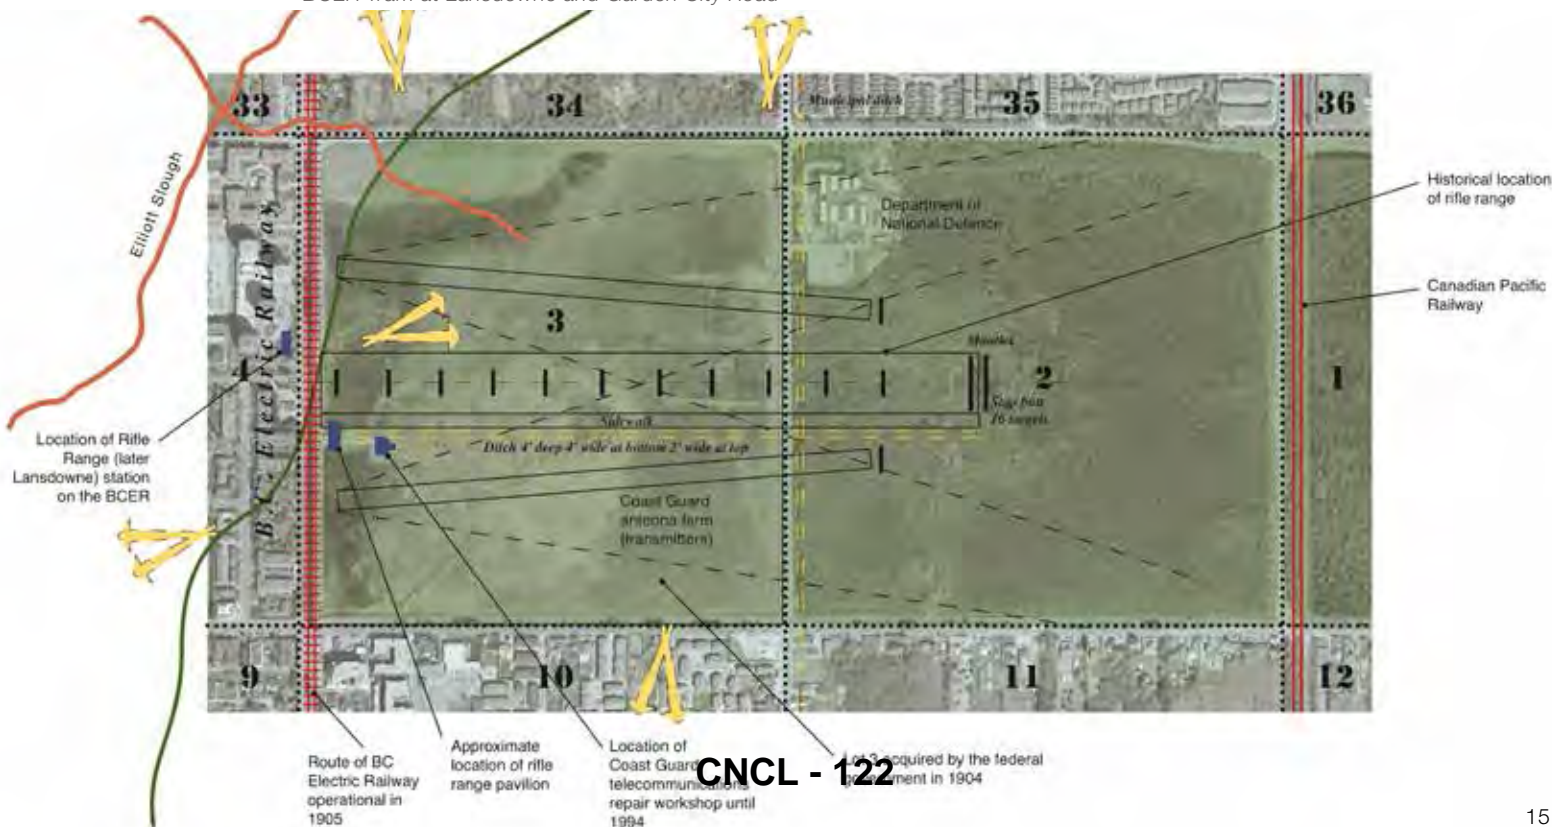 BCER Tram at Lansdowne and Garden City Road
33
34
Municipal ditch
35
36
Elliott Slough
B.C. Electric Railway
Department of
National Defence
Historical location
of rifle range
Canadian Pacific
Railway
3
4
2
1
Sidewalk
16 targets
Ditch 4' deep 4' wide at bottom 2' wide at top
Location of Rifle
Range (later
Lansdowne) station
on the BCER
Coast Guard
antenna farm
(transmitters)
9
10
11
12
Route of BC
Electric Railway
operational in
1905
Approximate
location of rifle
range pavilion
Location of
Coast Guard
telecommunications
repair workshop until
1994
Lot 3 acquired by the federal
government in 1904
CNCL - 122
15